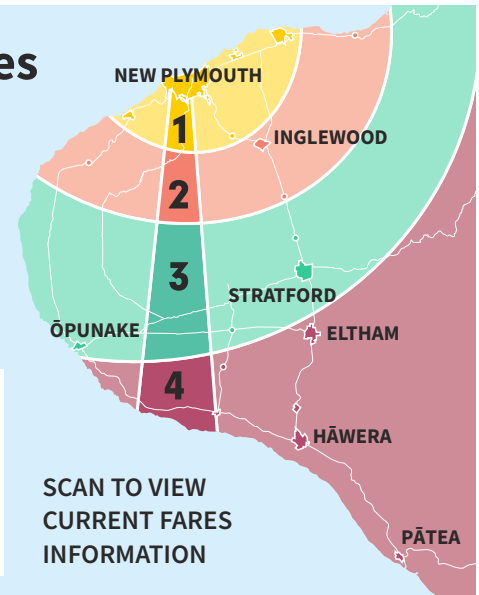 es
NEW PLYMOUTH
1
INGLEWOOD
2
3
STRATFORD
ŌPUNAKE
ELTHAM
4
HĀWERA
SCAN TO VIEW
CURRENT FARES
INFORMATION
PĀTEA